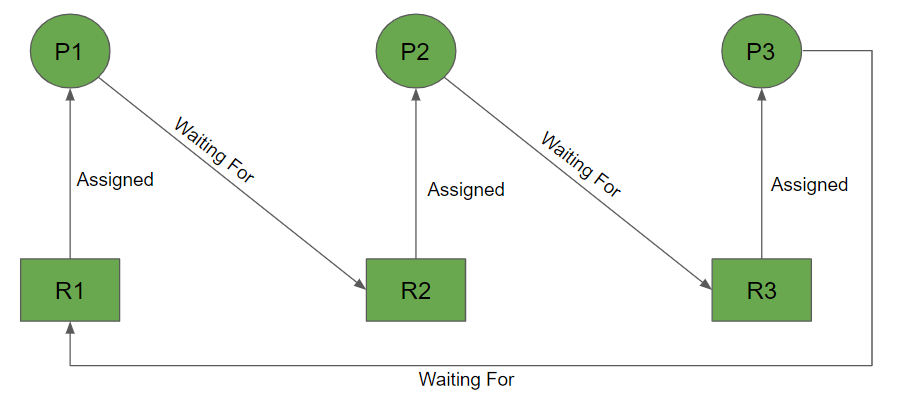 P1
P2
P3
Waiting For
Waiting For
Assigned
Assigned
Assigned
R1
R2
R3
Waiting For